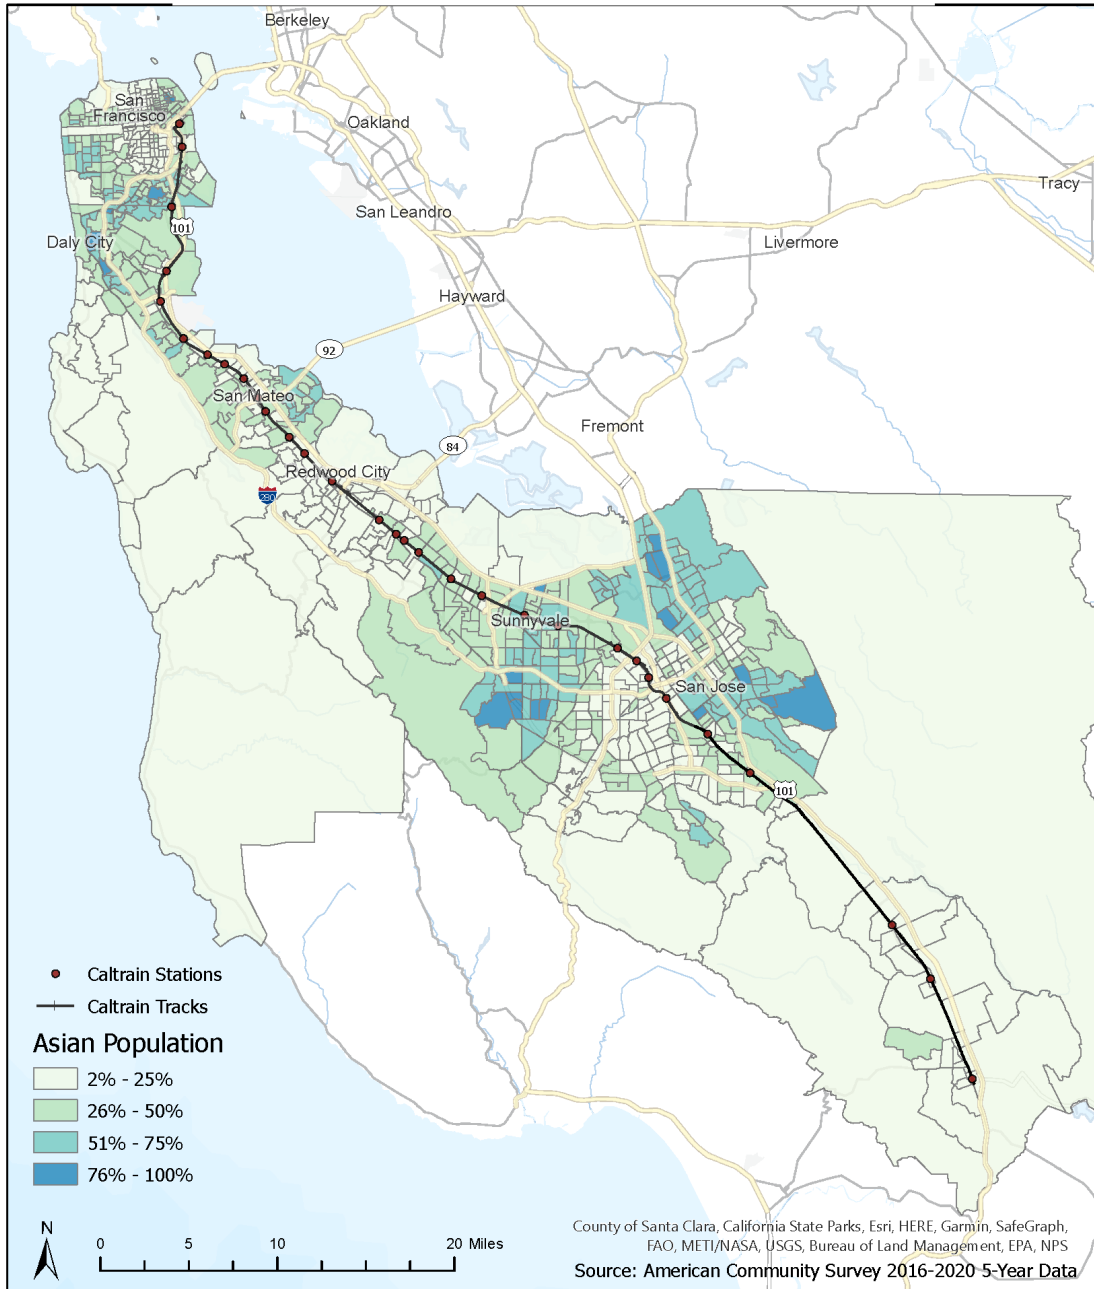 Berkeley
San
Francisco
Oakland
Tracy
San Leandro
101
Daly City
Livermore
Hayward
92
San Mateo
Fremont
84
Redwood City
280
Sunnyvale
San Jose
101
Caltrain Stations
Caltrain Tracks
Asian Population
2% - 25%
26% - 50%
51% - 75%
76% - 100%
N
0 5 10 20 Miles
County of Santa Clara, California State Parks, Esri, HERE, Garmin, SafeGraph,
FAO, METI/NASA, USGS, Bureau of Land Management, EPA, NPS
Source: American Community Survey 2016-2020 5-Year Data